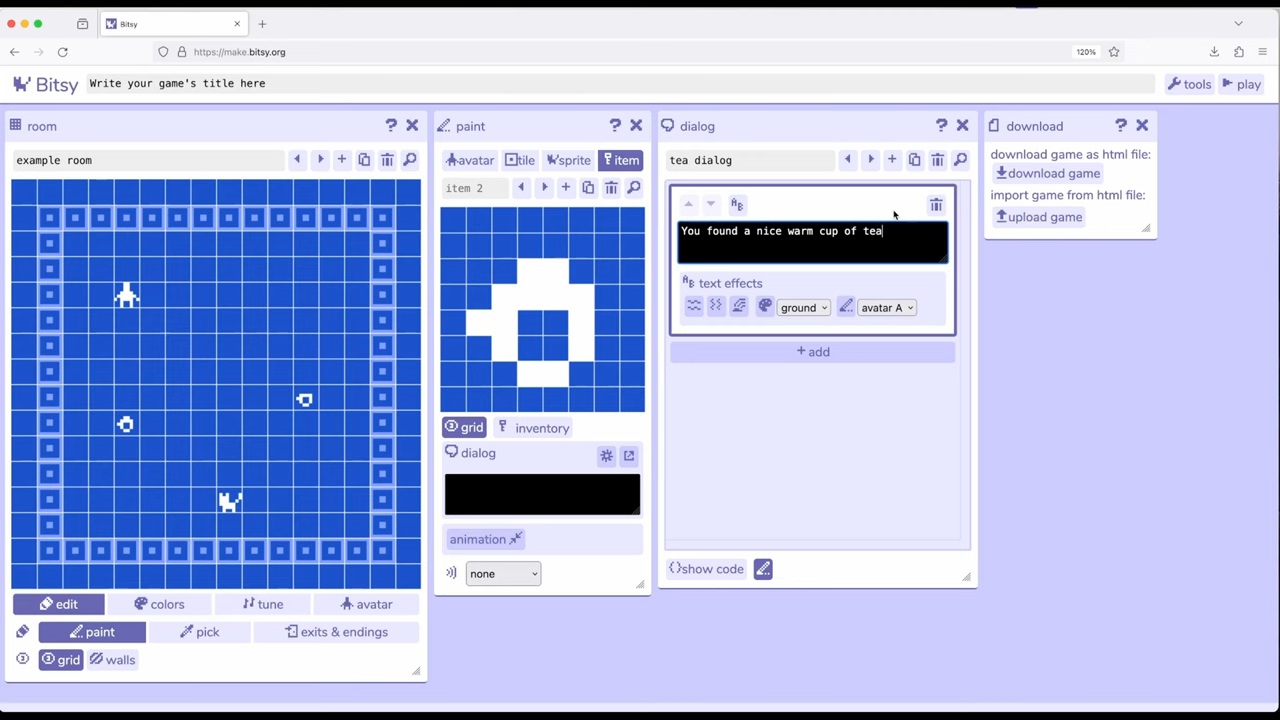 Bitsy
https://make.bitsy.org
120%
Bitsy
Write your game's title here
tools
play
room
?
example room
edit
colors
tune
avatar
paint
pick
exits & endings
grid
walls
paint
?
avatar
tile
sprite
item
item 2
grid
inventory
dialog
animation
none
dialog
?
tea dialog
You found a nice warm cup of tea
text effects
ground
avatar A
+ add
show code
download
?
download game as html file:
download game
import game from html file:
upload game